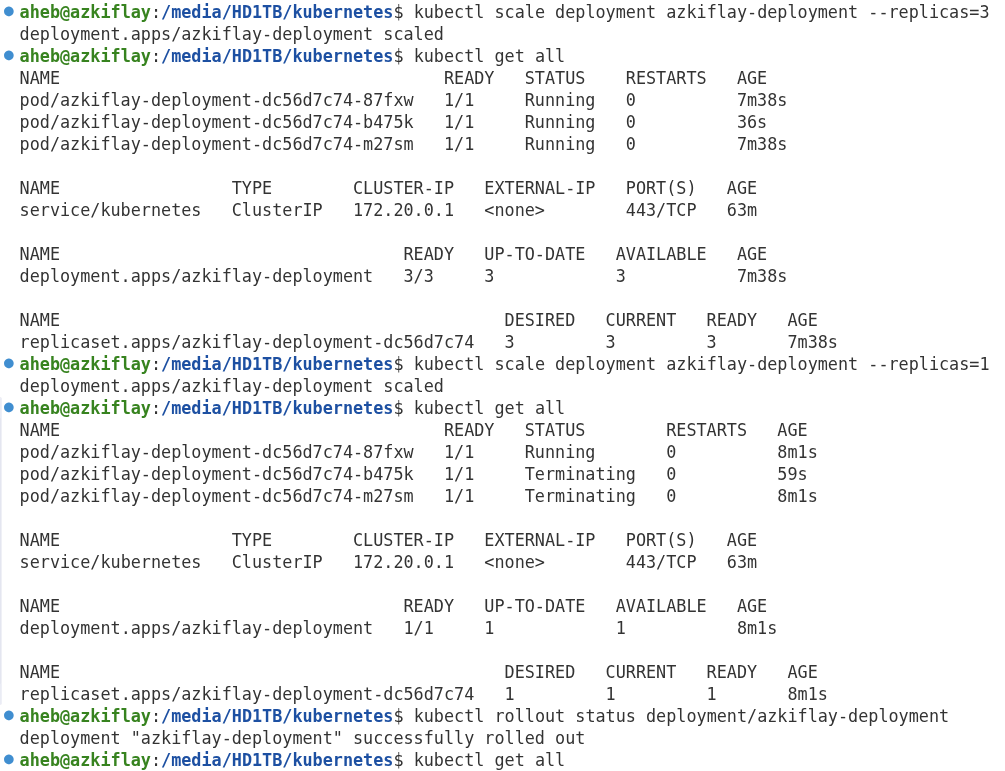 aheb@azkiflay:/media/HD1TB/kubernetes$ kubectl scale deployment azkiflay-deployment --replicas=3
deployment.apps/azkiflay-deployment scaled
aheb@azkiflay:/media/HD1TB/kubernetes$ kubectl get all
NAME                                      READY   STATUS    RESTARTS   AGE
pod/azkiflay-deployment-dc56d7c74-87fxw   1/1     Running   0          7m38s
pod/azkiflay-deployment-dc56d7c74-b475k   1/1     Running   0          36s
pod/azkiflay-deployment-dc56d7c74-m27sm   1/1     Running   0          7m38s

NAME                 TYPE        CLUSTER-IP   EXTERNAL-IP   PORT(S)   AGE
service/kubernetes   ClusterIP   172.20.0.1   <none>        443/TCP   63m

NAME                                  READY   UP-TO-DATE   AVAILABLE   AGE
deployment.apps/azkiflay-deployment   3/3     3            3           7m38s

NAME                                            DESIRED   CURRENT   READY   AGE
replicaset.apps/azkiflay-deployment-dc56d7c74   3         3         3       7m38s
aheb@azkiflay:/media/HD1TB/kubernetes$ kubectl scale deployment azkiflay-deployment --replicas=1
deployment.apps/azkiflay-deployment scaled
aheb@azkiflay:/media/HD1TB/kubernetes$ kubectl get all
NAME                                      READY   STATUS        RESTARTS   AGE
pod/azkiflay-deployment-dc56d7c74-87fxw   1/1     Running       0          8m1s
pod/azkiflay-deployment-dc56d7c74-b475k   1/1     Terminating   0          59s
pod/azkiflay-deployment-dc56d7c74-m27sm   1/1     Terminating   0          8m1s

NAME                 TYPE        CLUSTER-IP   EXTERNAL-IP   PORT(S)   AGE
service/kubernetes   ClusterIP   172.20.0.1   <none>        443/TCP   63m

NAME                                  READY   UP-TO-DATE   AVAILABLE   AGE
deployment.apps/azkiflay-deployment   1/1     1            1           8m1s

NAME                                            DESIRED   CURRENT   READY   AGE
replicaset.apps/azkiflay-deployment-dc56d7c74   1         1         1       8m1s
aheb@azkiflay:/media/HD1TB/kubernetes$ kubectl rollout status deployment/azkiflay-deployment
deployment "azkiflay-deployment" successfully rolled out
aheb@azkiflay:/media/HD1TB/kubernetes$ kubectl get all